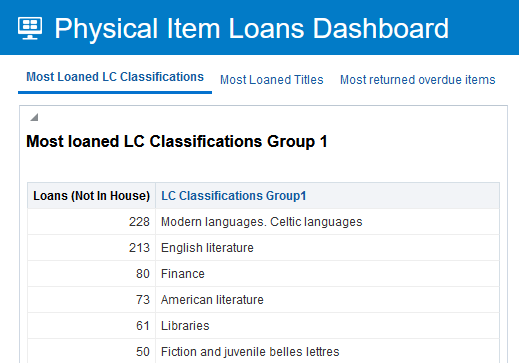 Physical Item Loans Dashboard
Most Loaned LC Classifications Most Loaned Titles Most returned overdue items
Most loaned LC Classifications Group 1
Loans (Not In House) LC Classifications Group1
228 Modern languages. Celtic languages
213 English literature
80 Finance
73 American literature
61 Libraries
50 Fiction and juvenile belles lettres